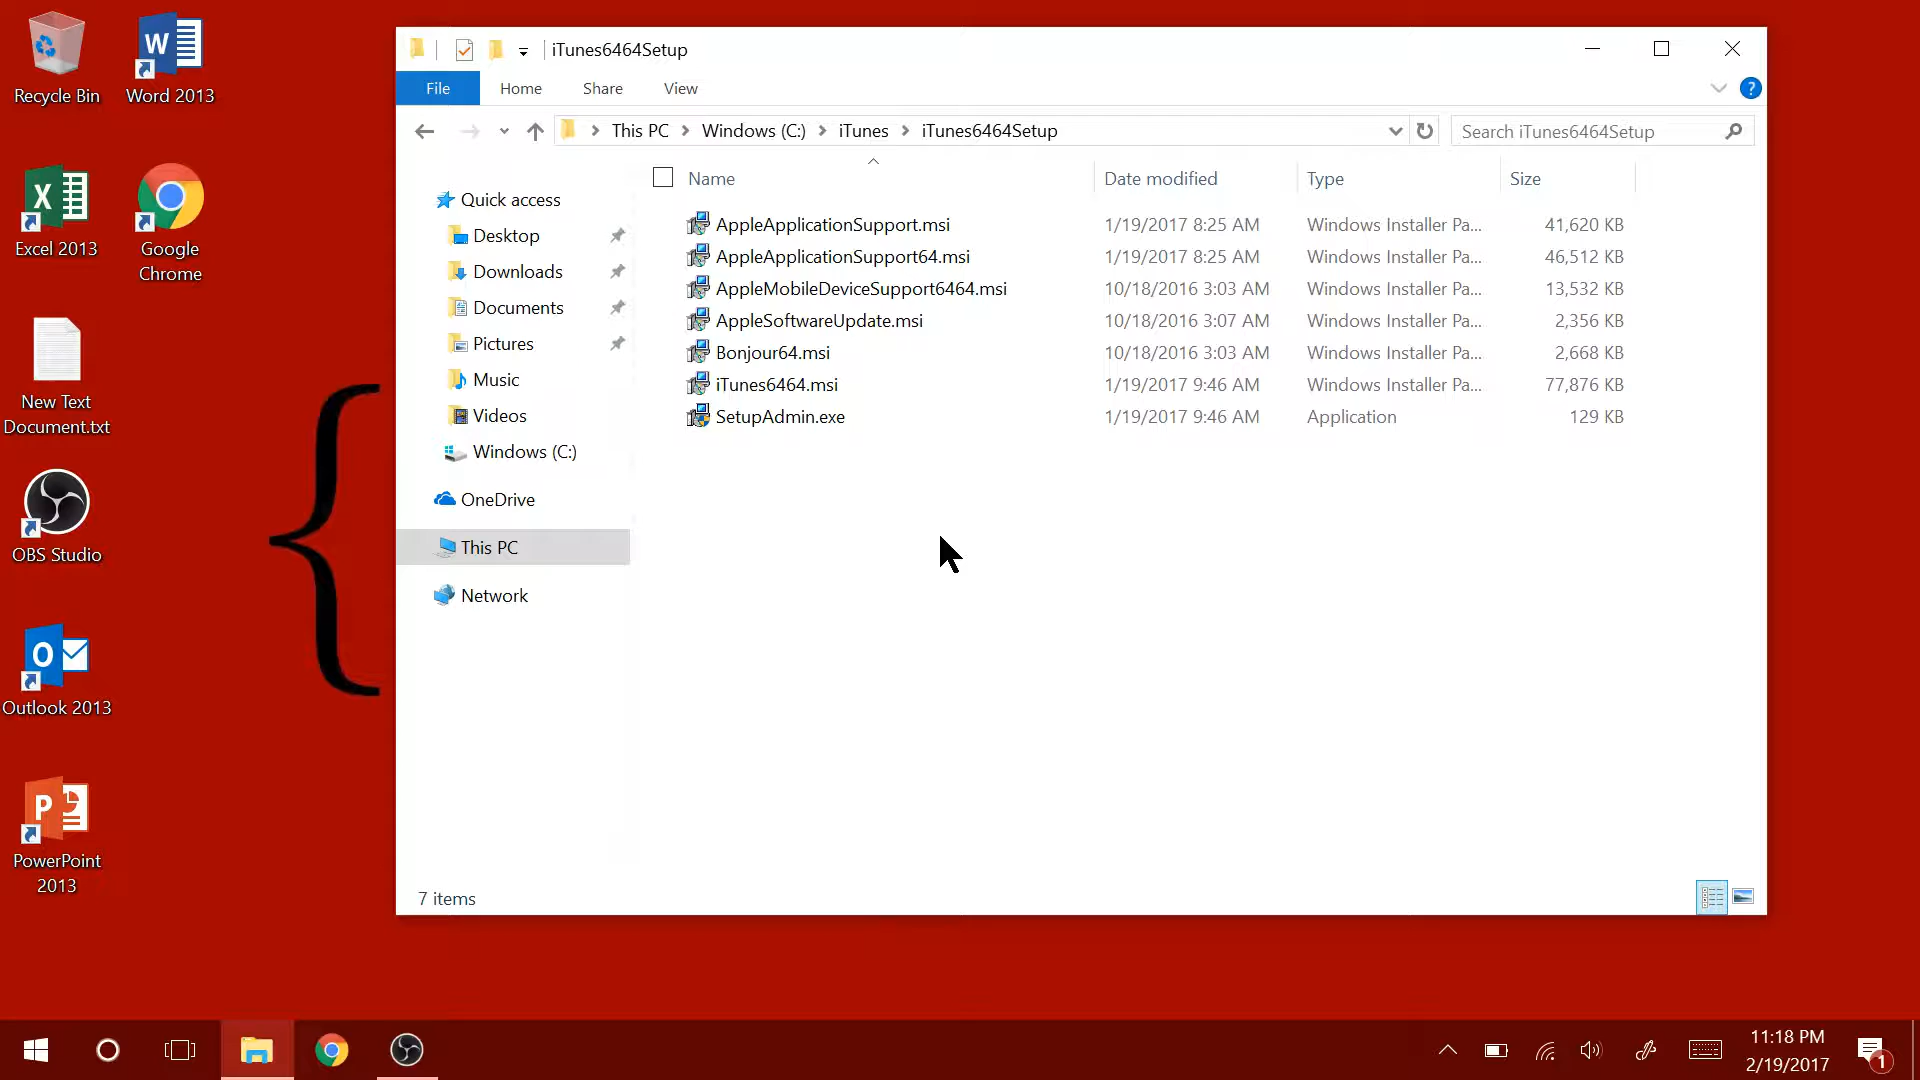 Recycle Bin
Word 2013
Excel 2013
Google
Chrome
New Text
Document.txt
OBS Studio
Outlook 2013
PowerPoint
2013
iTunes6464Setup
File Home Share View
This PC > Windows (C:) > iTunes > iTunes6464Setup
Search iTunes6464Setup
Quick access
Desktop
Downloads
Documents
Pictures
Music
Videos
Windows (C:)
OneDrive
This PC
Network
Name Date modified Type Size
AppleApplicationSupport.msi 1/19/2017 8:25 AM Windows Installer Pa... 41,620 KB
AppleApplicationSupport64.msi 1/19/2017 8:25 AM Windows Installer Pa... 46,512 KB
AppleMobileDeviceSupport6464.msi 10/18/2016 3:03 AM Windows Installer Pa... 13,532 KB
AppleSoftwareUpdate.msi 10/18/2016 3:07 AM Windows Installer Pa... 2,356 KB
Bonjour64.msi 10/18/2016 3:03 AM Windows Installer Pa... 2,668 KB
iTunes6464.msi 1/19/2017 9:46 AM Windows Installer Pa... 77,876 KB
SetupAdmin.exe 1/19/2017 9:46 AM Application 129 KB
7 items
11:18 PM
2/19/2017
1